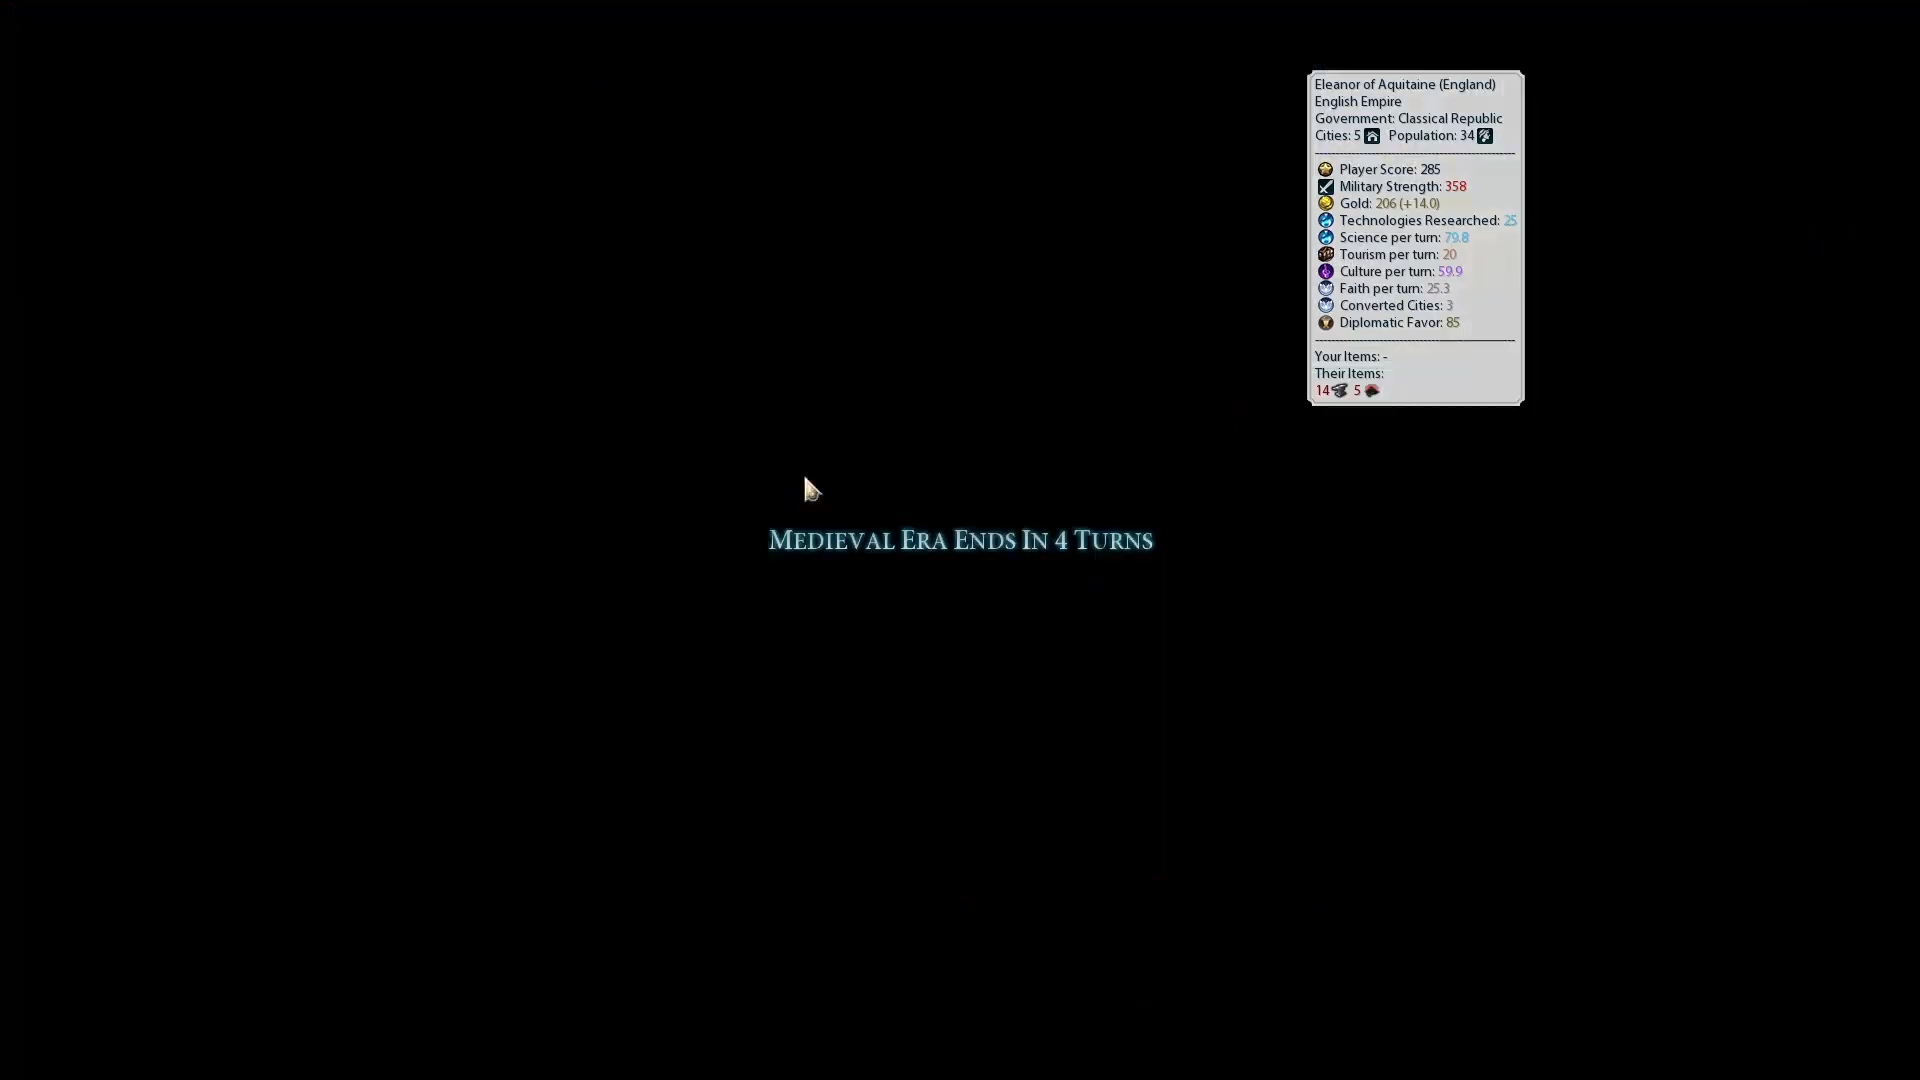 Eleanor of Aquitaine (England)
English Empire
Government: Classical Republic
Cities: 5 Population: 34
Player Score: 285
Military Strength: 358
Gold: 206 (+14.0)
Technologies Researched: 25
Science per turn: 79.8
Tourism per turn: 20
Culture per turn: 59.9
Faith per turn: 25.3
Converted Cities: 3
Diplomatic Favor: 85
Your Items: -
Their Items:
14 5
Medieval Era Ends In 4 Turns